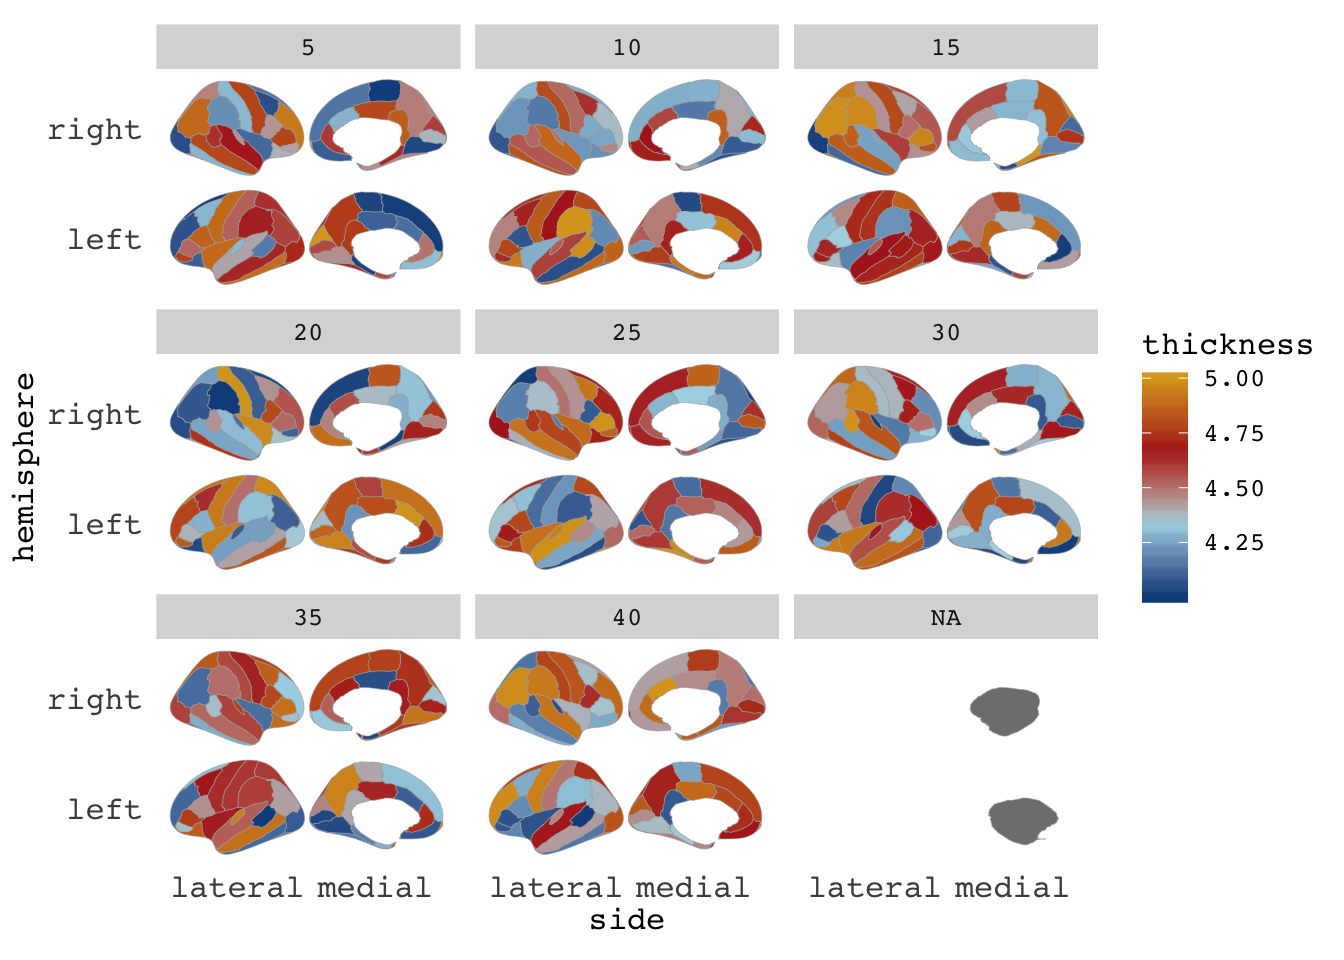 5 10 15
right
left
20 25 30
thickness
5.00
4.75
4.50
4.25
hemisphere
right
left
35 40 NA
right
left
lateral medial lateral medial lateral medial
side